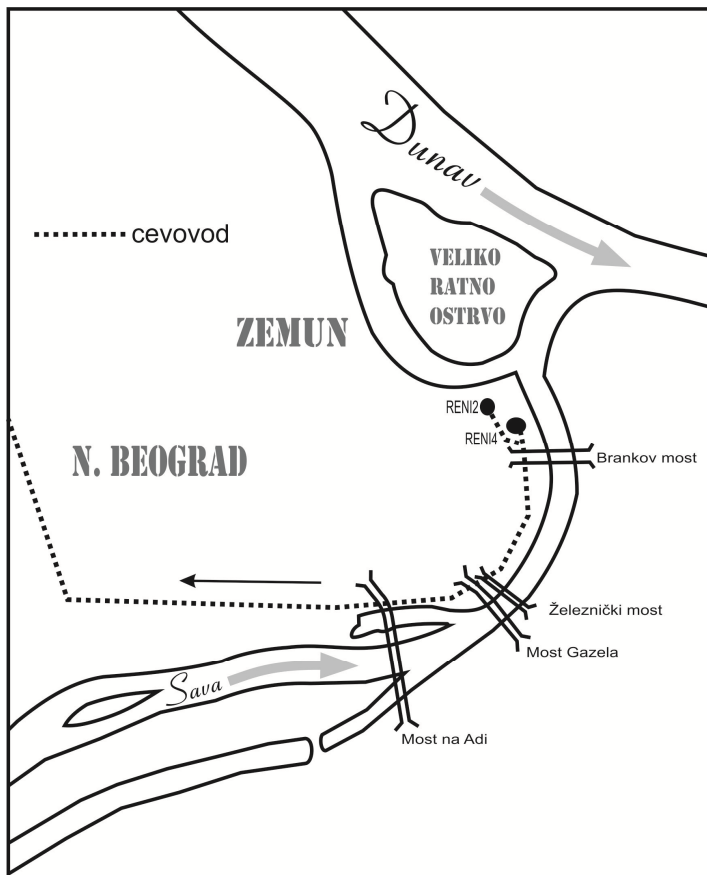 Dunav
cevovod
VELIKO
RATNO
OSTRVO
ZEMUN
RENI2
RENI4
N. BEOGRAD
Brankov most
Železnički most
Most Gazela
Sava
Most na Adi